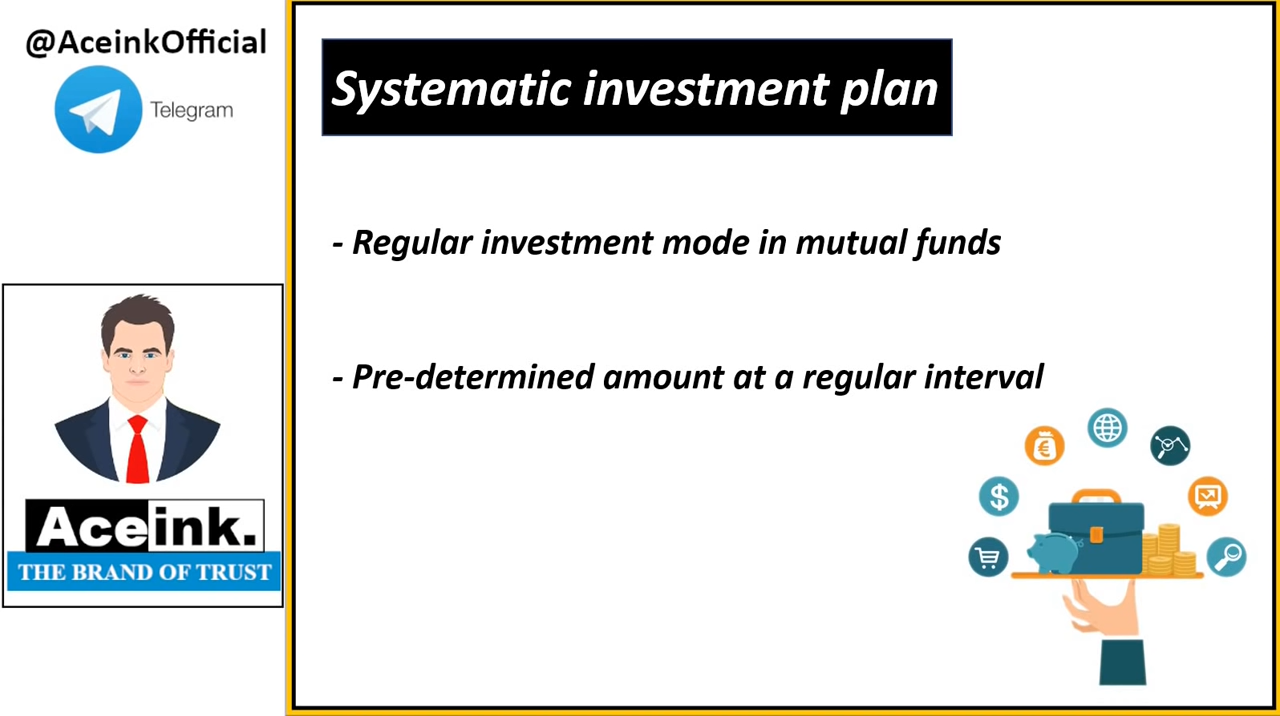 @AceinkOfficial
Telegram
Aceink.
THE BRAND OF TRUST
Systematic investment plan
- Regular investment mode in mutual funds
- Pre-determined amount at a regular interval